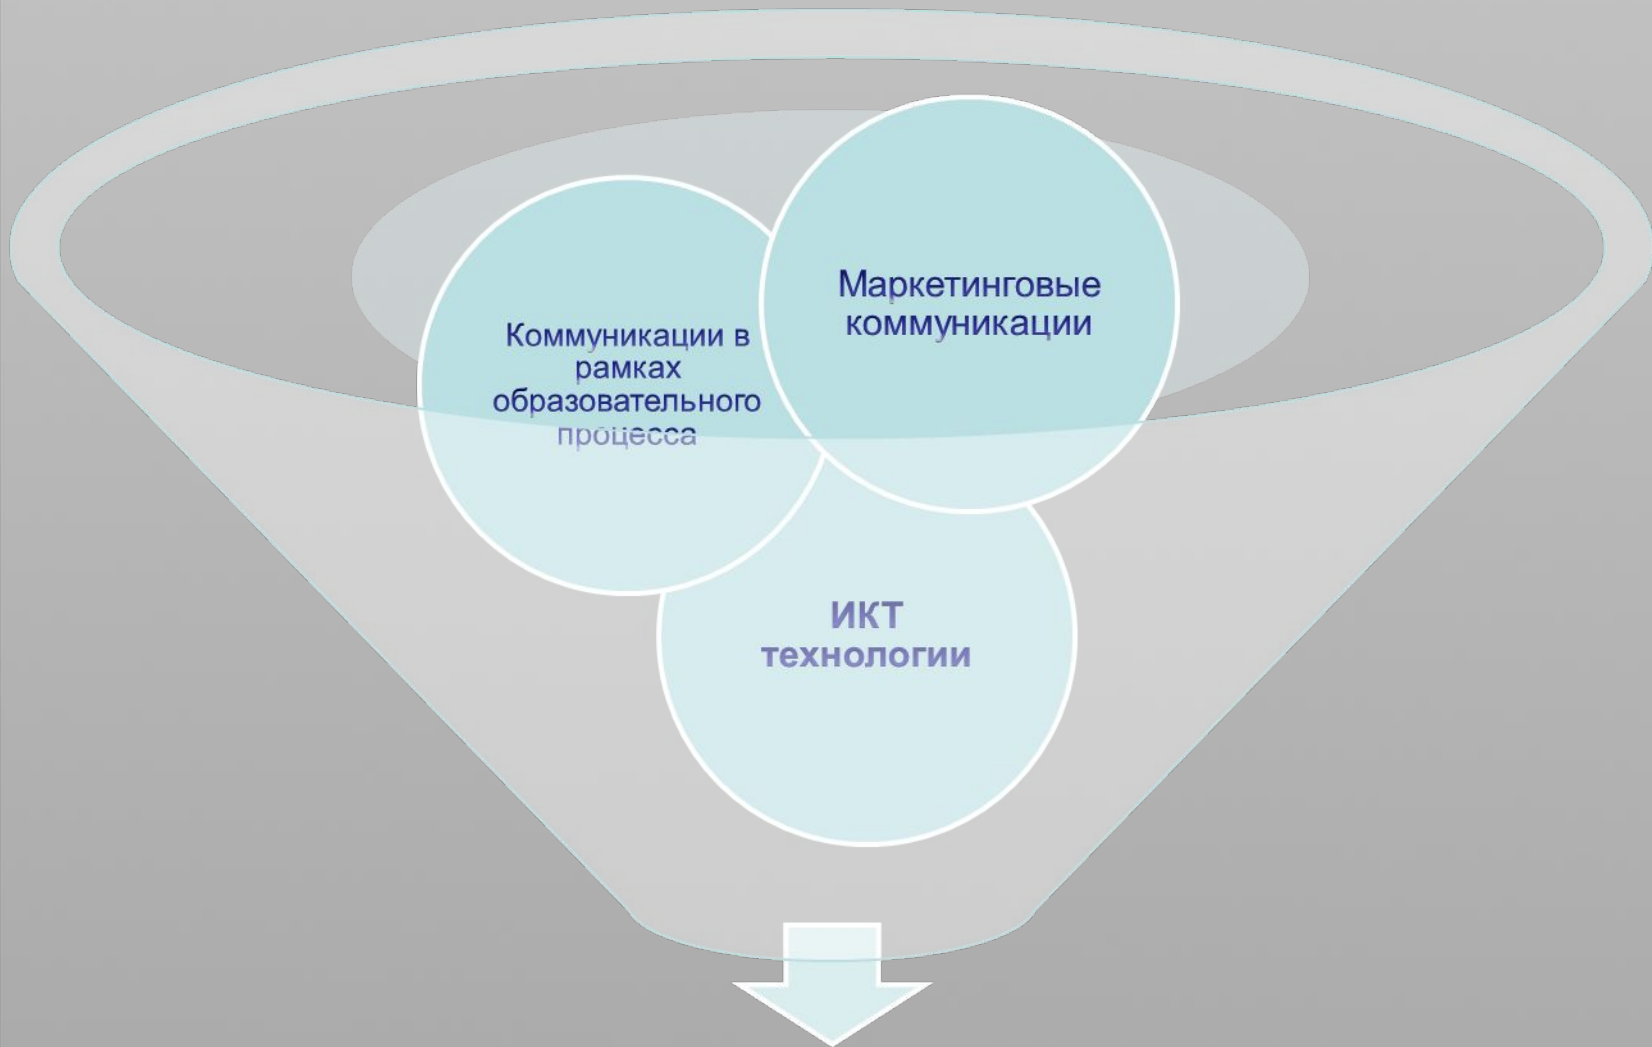 Маркетинговые
коммуникации
Коммуникации в
рамках
образовательного
процесса
ИКТ
технологии